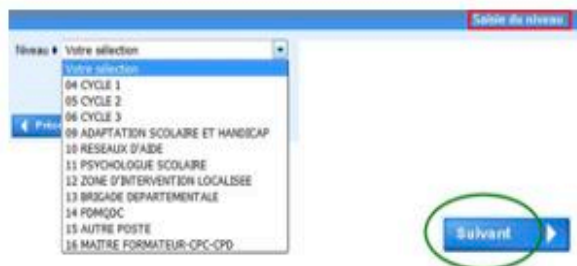 Saisie du niveau
Niveau Votre sélection
Votre sélection
04 CYCLE 1
05 CYCLE 2
06 CYCLE 3
09 ADAPTATION SCOLAIRE ET HANDICAP
10 RESEAUX D'AIDE
11 PSYCHOLOGUE SCOLAIRE
12 ZONE D'INTERVENTION LOCALISEE
13 BRIGADE DEPARTEMENTALE
14 PDMQDC
15 AUTRE POSTE
16 MAITRE FORMATEUR-CPC-CPD
Préc
Suivant